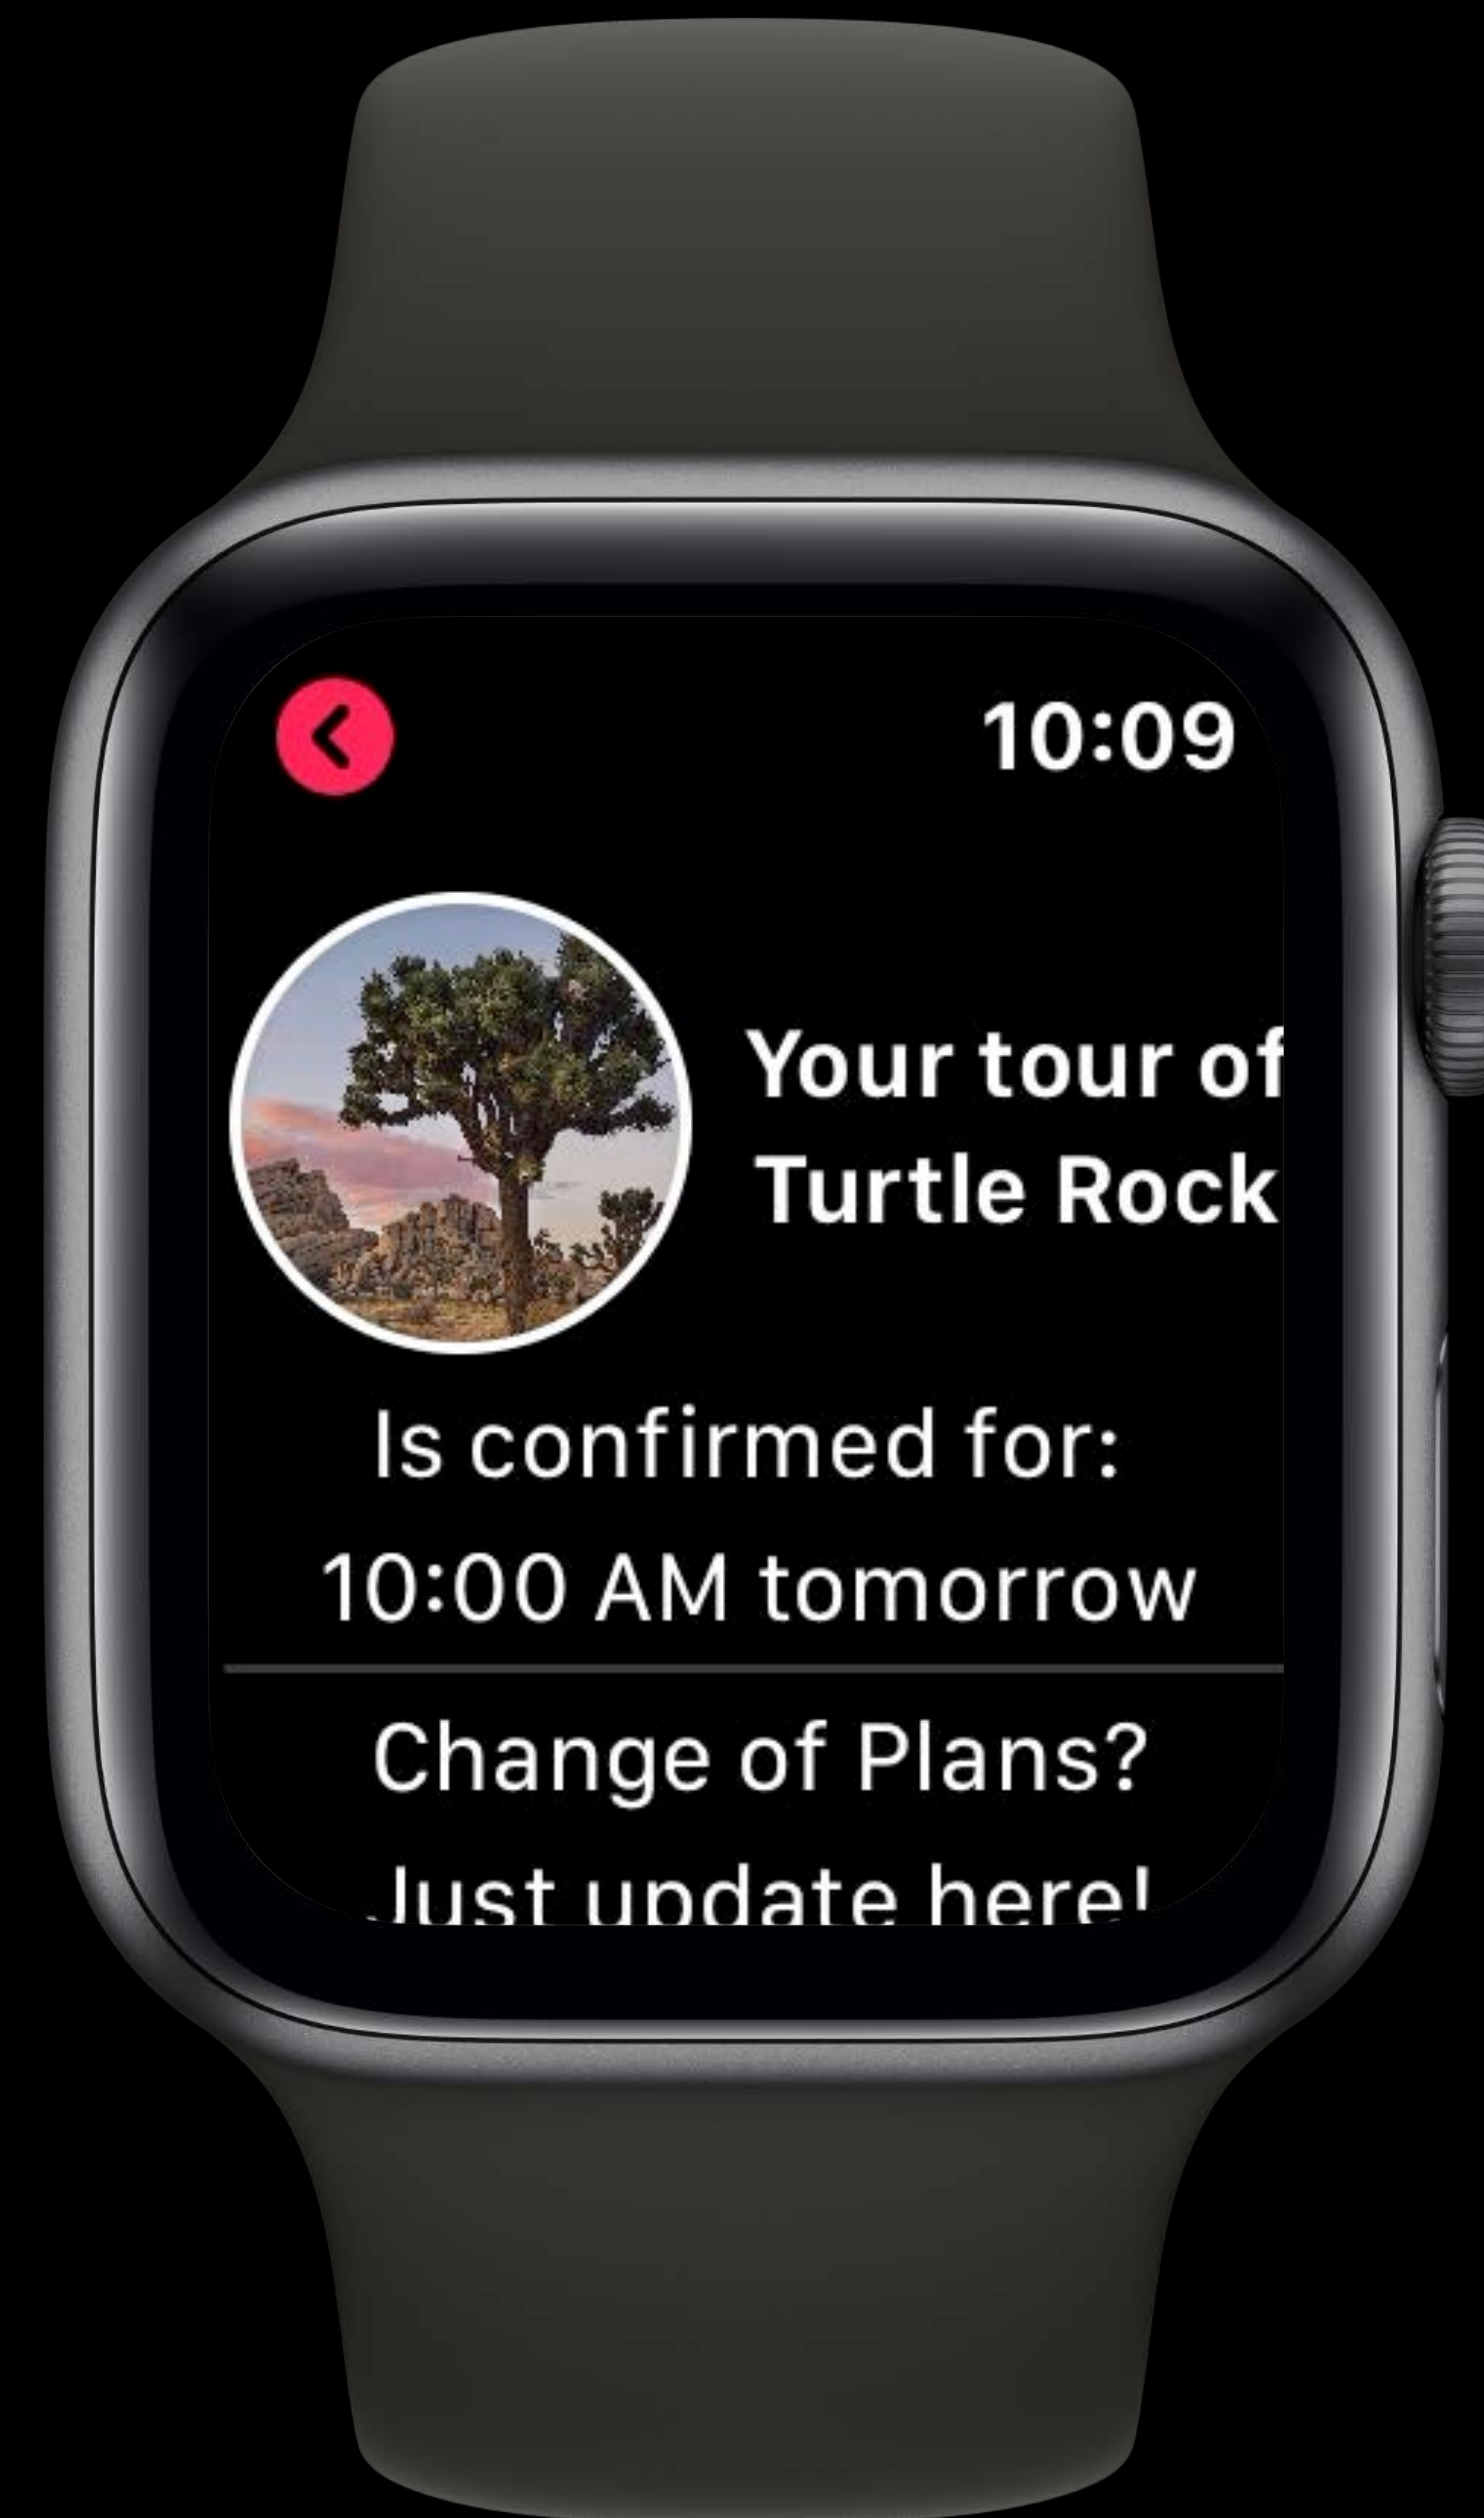 10:09
Your tour of
Turtle Rock
Is confirmed for:
10:00 AM tomorrow
Change of Plans?
Just update here!